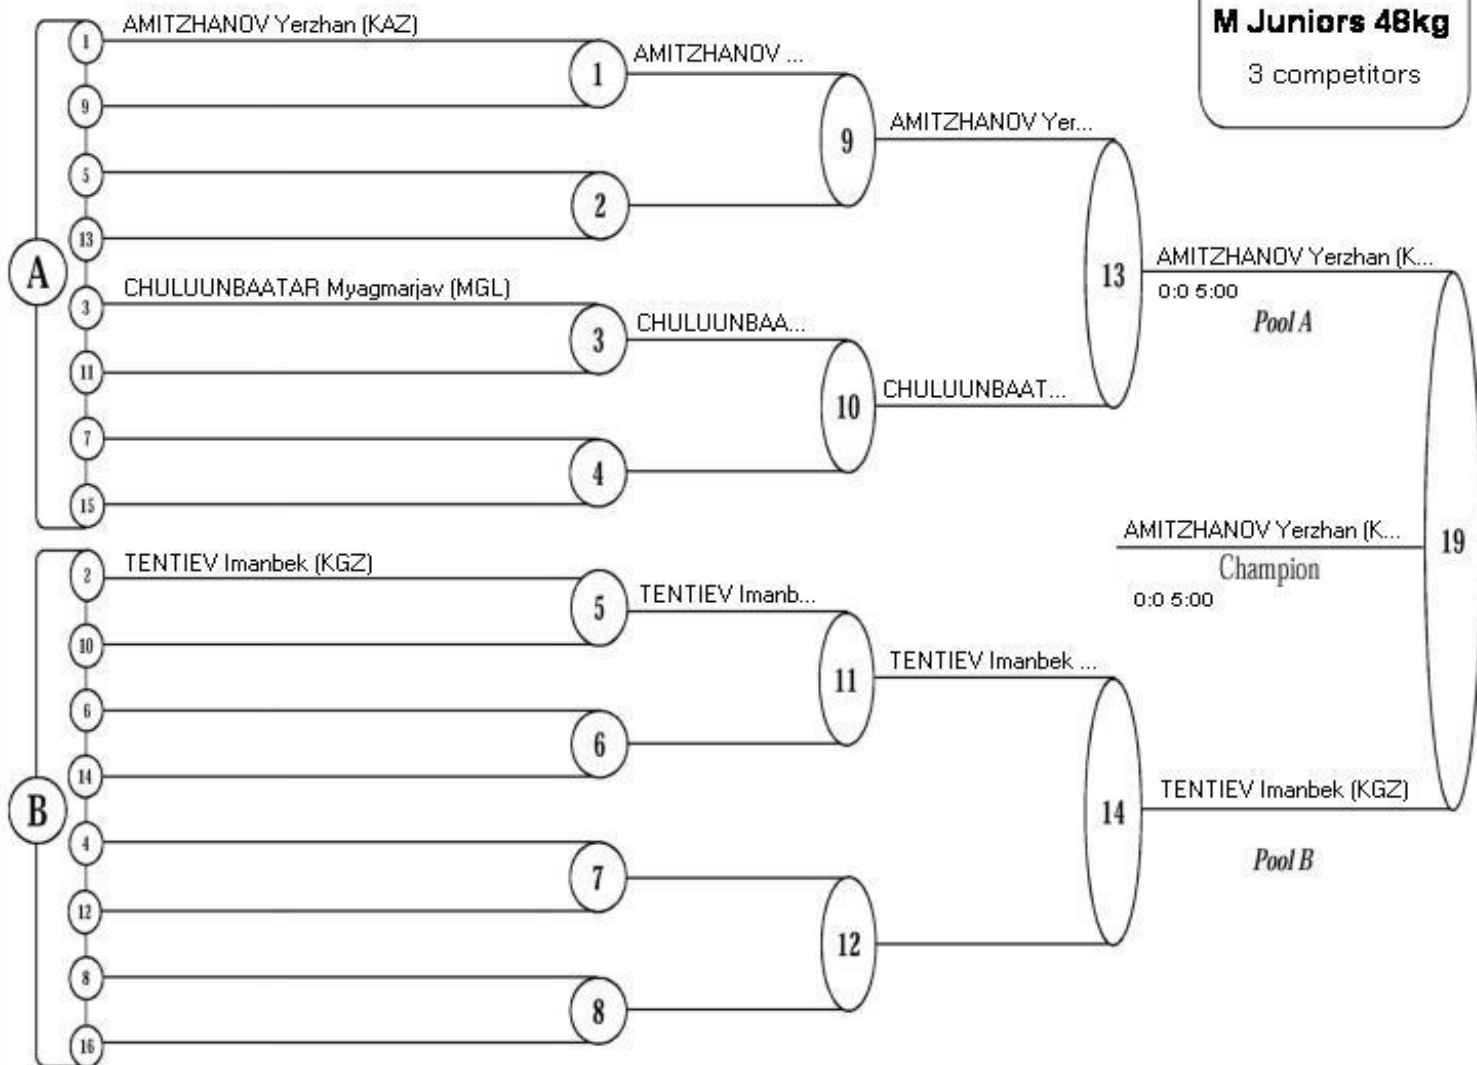 M Juniors 48kg
3 competitors
A
1
AMITZHANOV Yerzhan (KAZ)
9
5
13
3
CHULUUNBAATAR Myagmarjav (MGL)
11
7
15
1
AMITZHANOV ...
2
3
CHULUUNBAA...
4
9
AMITZHANOV Yer...
10
CHULUUNBAAT...
13
AMITZHANOV Yerzhan (K...
0:0 5:00
Pool A
B
2
TENTIEV Imanbek (KGZ)
10
6
14
4
12
8
16
5
TENTIEV Imanb...
6
7
8
11
TENTIEV Imanbek ...
12
14
TENTIEV Imanbek (KGZ)
Pool B
19
AMITZHANOV Yerzhan (K...
Champion
0:0 5:00